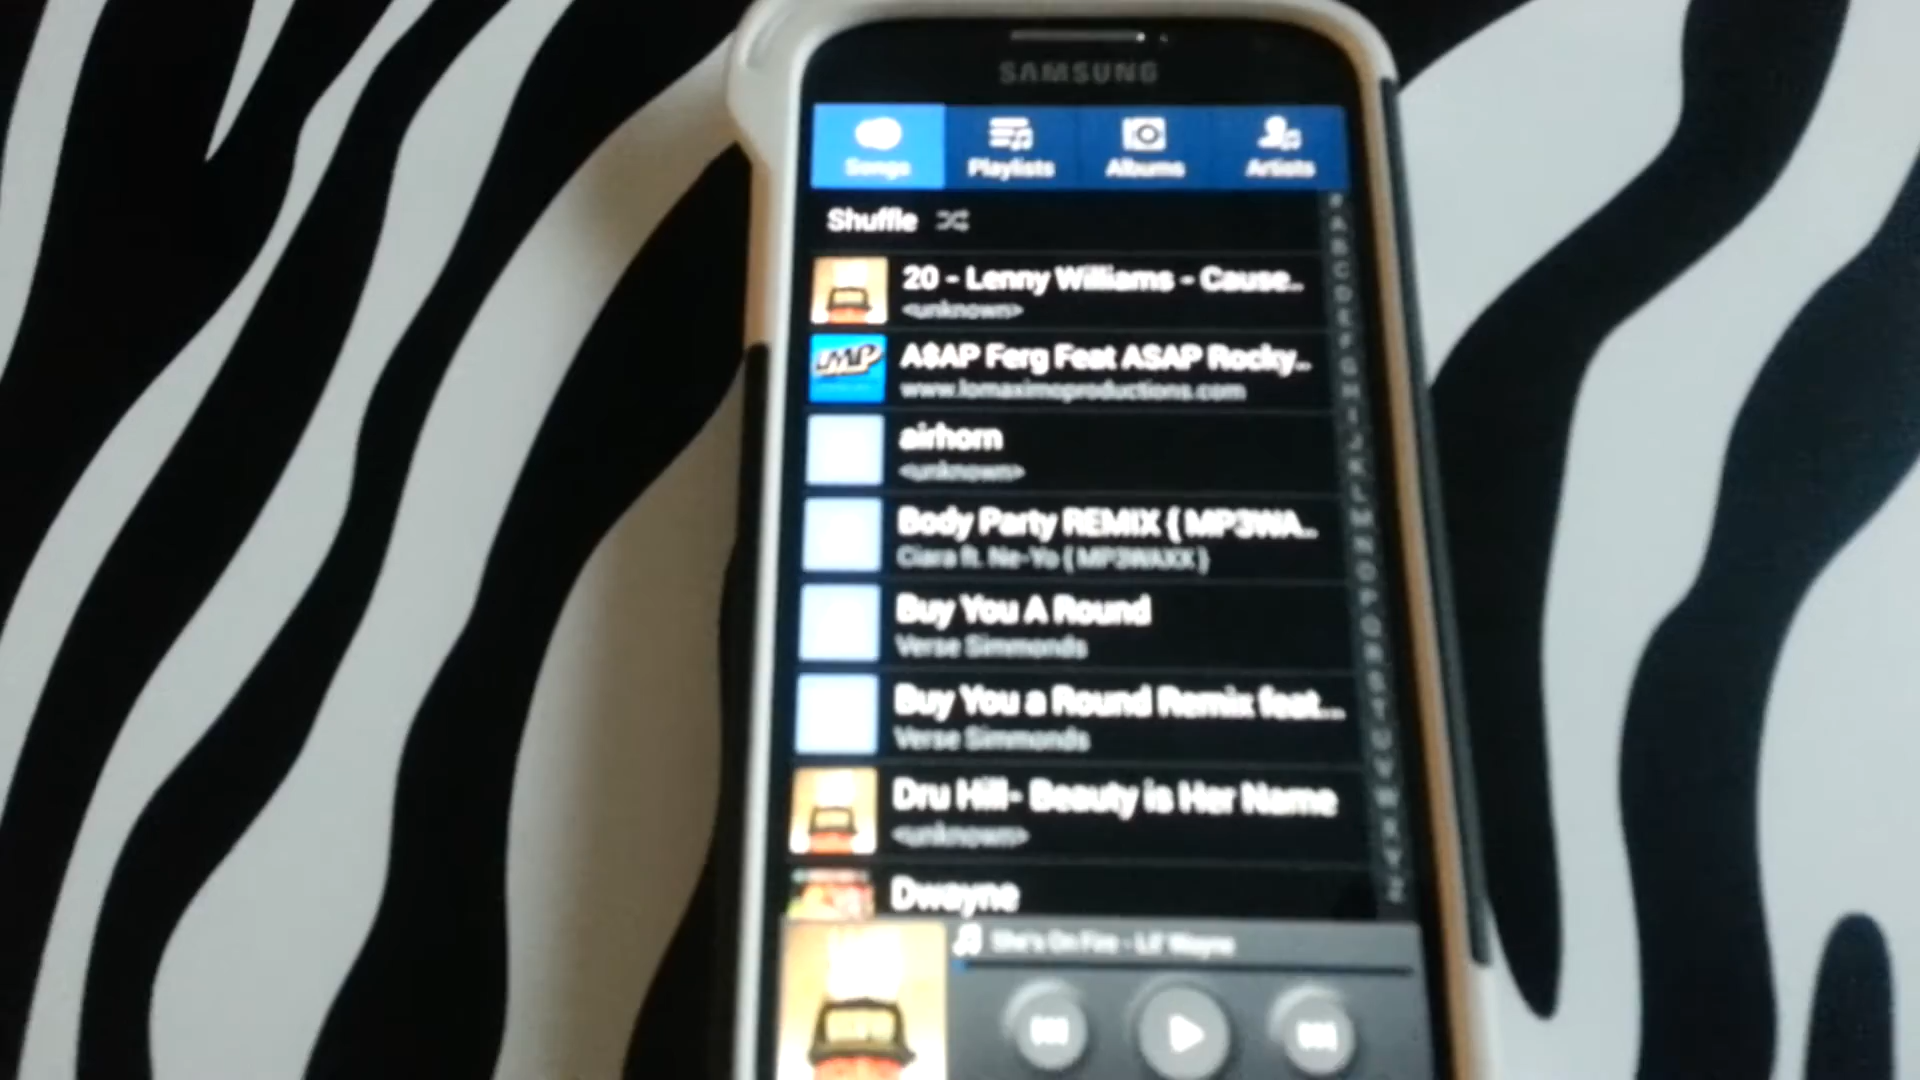 SAMSUNG
Songs
Playlists
Albums
Artists
Shuffle
20 - Lenny Williams - Cause..
<unknown>
A$AP Ferg Feat ASAP Rocky..
www.lomaximoproductions.com
airhorn
<unknown>
Body Party REMIX ( MP3WA..
Ciara ft. Ne-Yo ( MP3WAXX )
Buy You A Round
Verse Simmonds
Buy You a Round Remix feat...
Verse Simmonds
Dru Hill- Beauty is Her Name
<unknown>
Dwayne
She's On Fire - Lil' Wayne